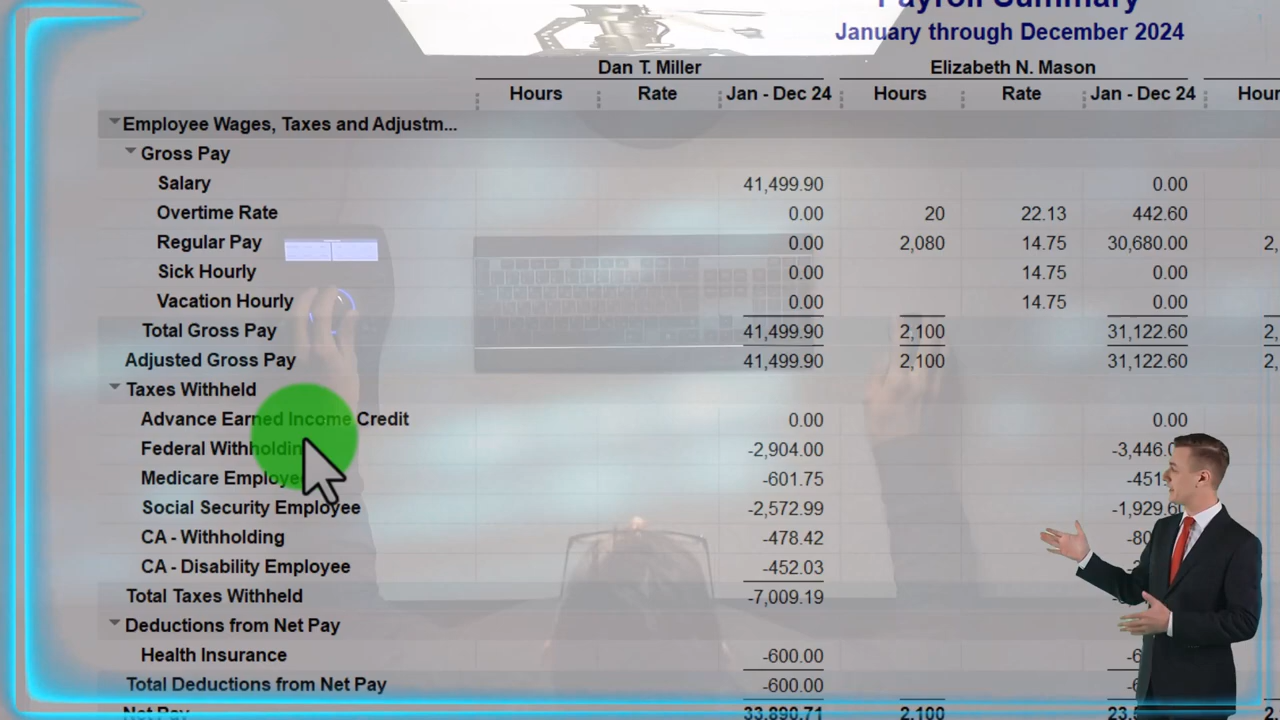 Payroll Summary
January through December 2024
Dan T. Miller Elizabeth N. Mason
Hours Rate Jan - Dec 24 Hours Rate Jan - Dec 24
Employee Wages, Taxes and Adjustm...
Gross Pay
Salary 41,499.90 0.00
Overtime Rate 0.00 20 22.13 442.60
Regular Pay 0.00 2,080 14.75 30,680.00
Sick Hourly 14.75 0.00
Vacation Hourly 0.00 14.75 0.00
Total Gross Pay 41,499.90 2,100 31,122.60
Adjusted Gross Pay 41,499.90 2,100 31,122.60
Taxes Withheld
Advance Earned Income Credit 0.00 0.00
Federal Withholdin -2,904.00
Medicare Employe -601.75
Social Security Employee -2,572.99
CA - Withholding -478.42
CA - Disability Employee -452.03
Total Taxes Withheld -7,009.19
Deductions from Net Pay
Health Insurance -600.00
Total Deductions from Net Pay -600.00
Net Pay 33,890.71 2,100